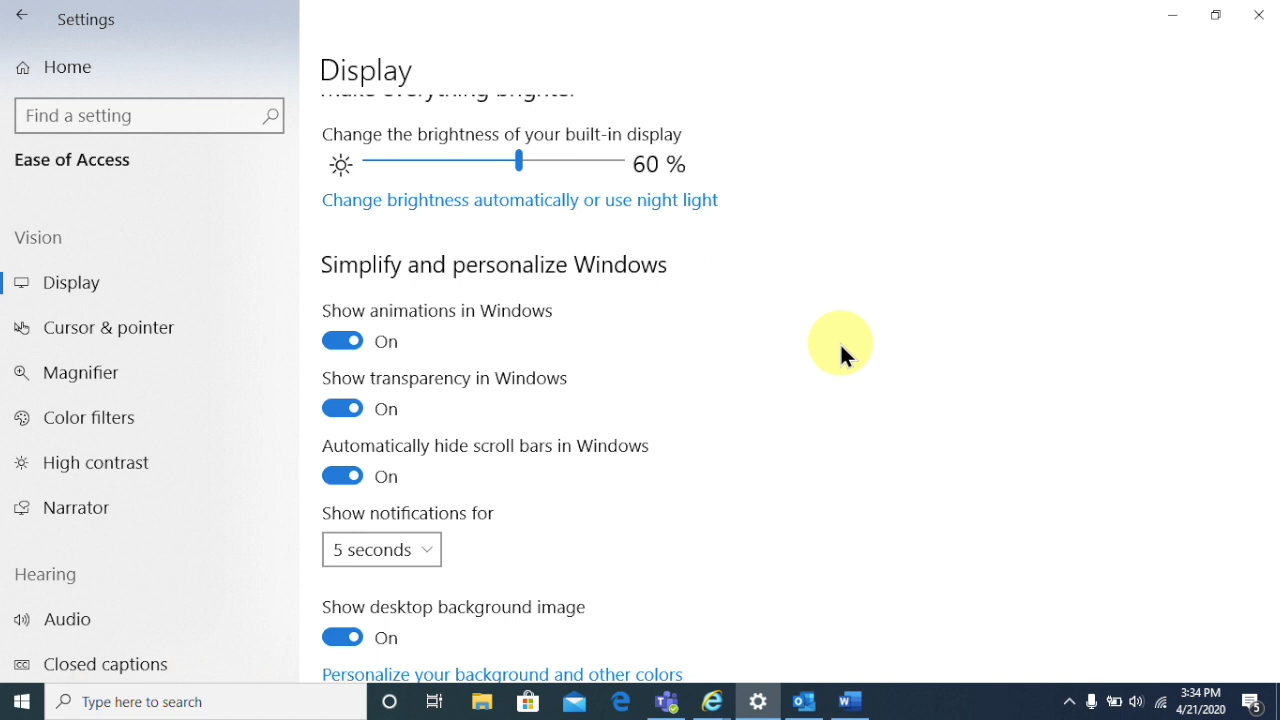 Settings
Home
Find a setting
Ease of Access
Vision
Display
Cursor & pointer
Magnifier
Color filters
High contrast
Narrator
Hearing
Audio
Closed captions
Display
Make everything brighter
Change the brightness of your built-in display
60 %
Change brightness automatically or use night light
Simplify and personalize Windows
Show animations in Windows
On
Show transparency in Windows
On
Automatically hide scroll bars in Windows
On
Show notifications for
5 seconds
Show desktop background image
On
Personalize your background and other colors
Type here to search
3:34 PM
4/21/2020
5